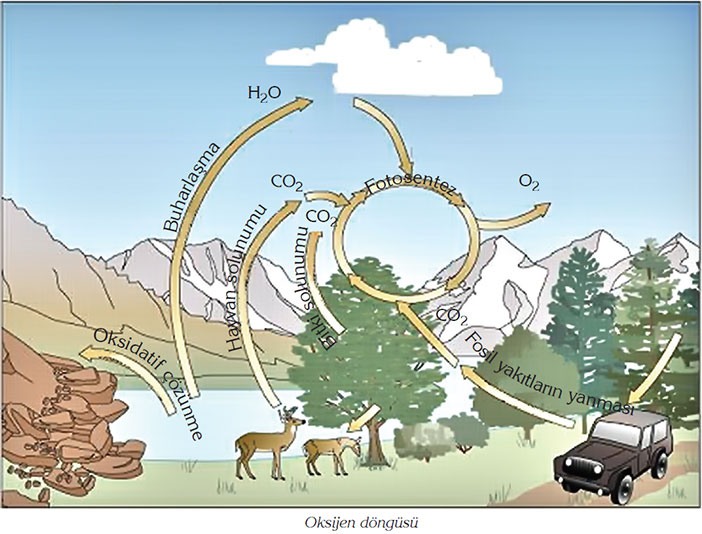 H₂O
Buharlaşma
CO₂
Fotosentez
O₂
CO₂
Hayvan solunumu
Bitki solunumu
CO₂
Oksidatif çözünme
Fosil yakıtların yanması
Oksijen döngüsü